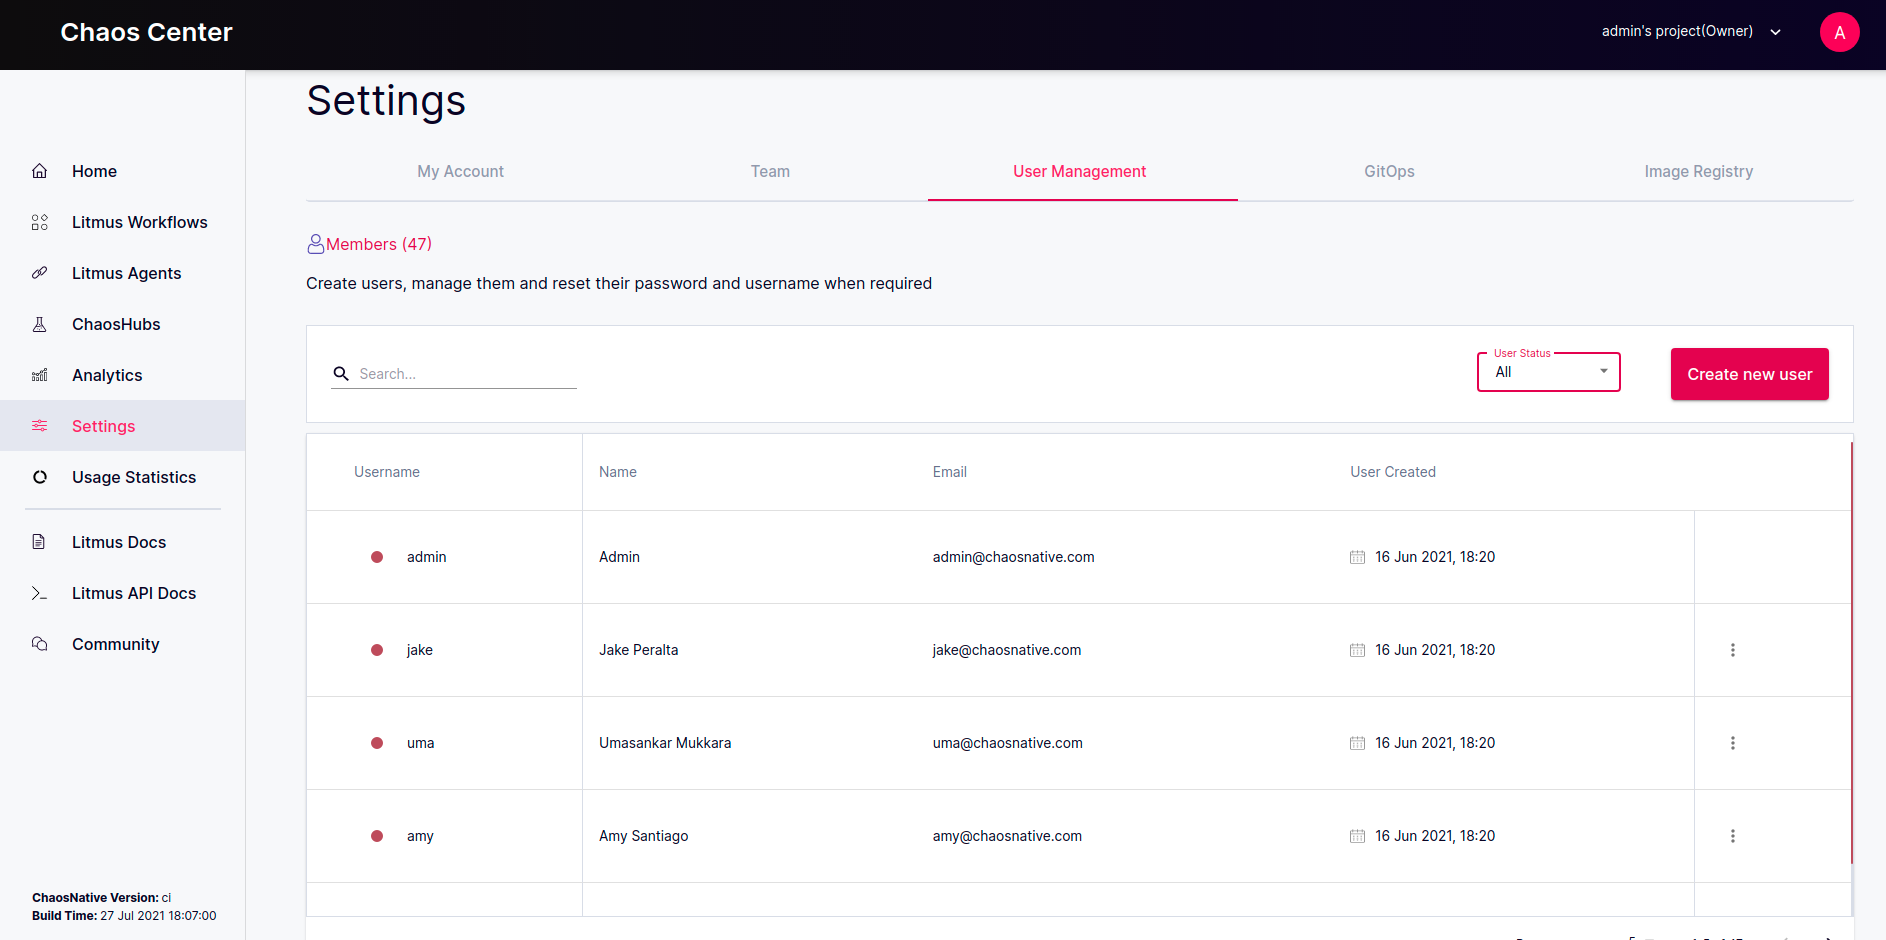 Chaos Center
admin's project(Owner)
A
Settings
Home
Litmus Workflows
Litmus Agents
ChaosHubs
Analytics
Settings
Usage Statistics
Litmus Docs
Litmus API Docs
Community
ChaosNative Version: ci
Build Time: 27 Jul 2021 18:07:00
My Account Team User Management GitOps Image Registry
Members (47)
Create users, manage them and reset their password and username when required
Search...
User Status
All
Create new user
Username Name Email User Created
admin Admin admin@chaosnative.com 16 Jun 2021, 18:20
jake Jake Peralta jake@chaosnative.com 16 Jun 2021, 18:20
uma Umasankar Mukkara uma@chaosnative.com 16 Jun 2021, 18:20
amy Amy Santiago amy@chaosnative.com 16 Jun 2021, 18:20